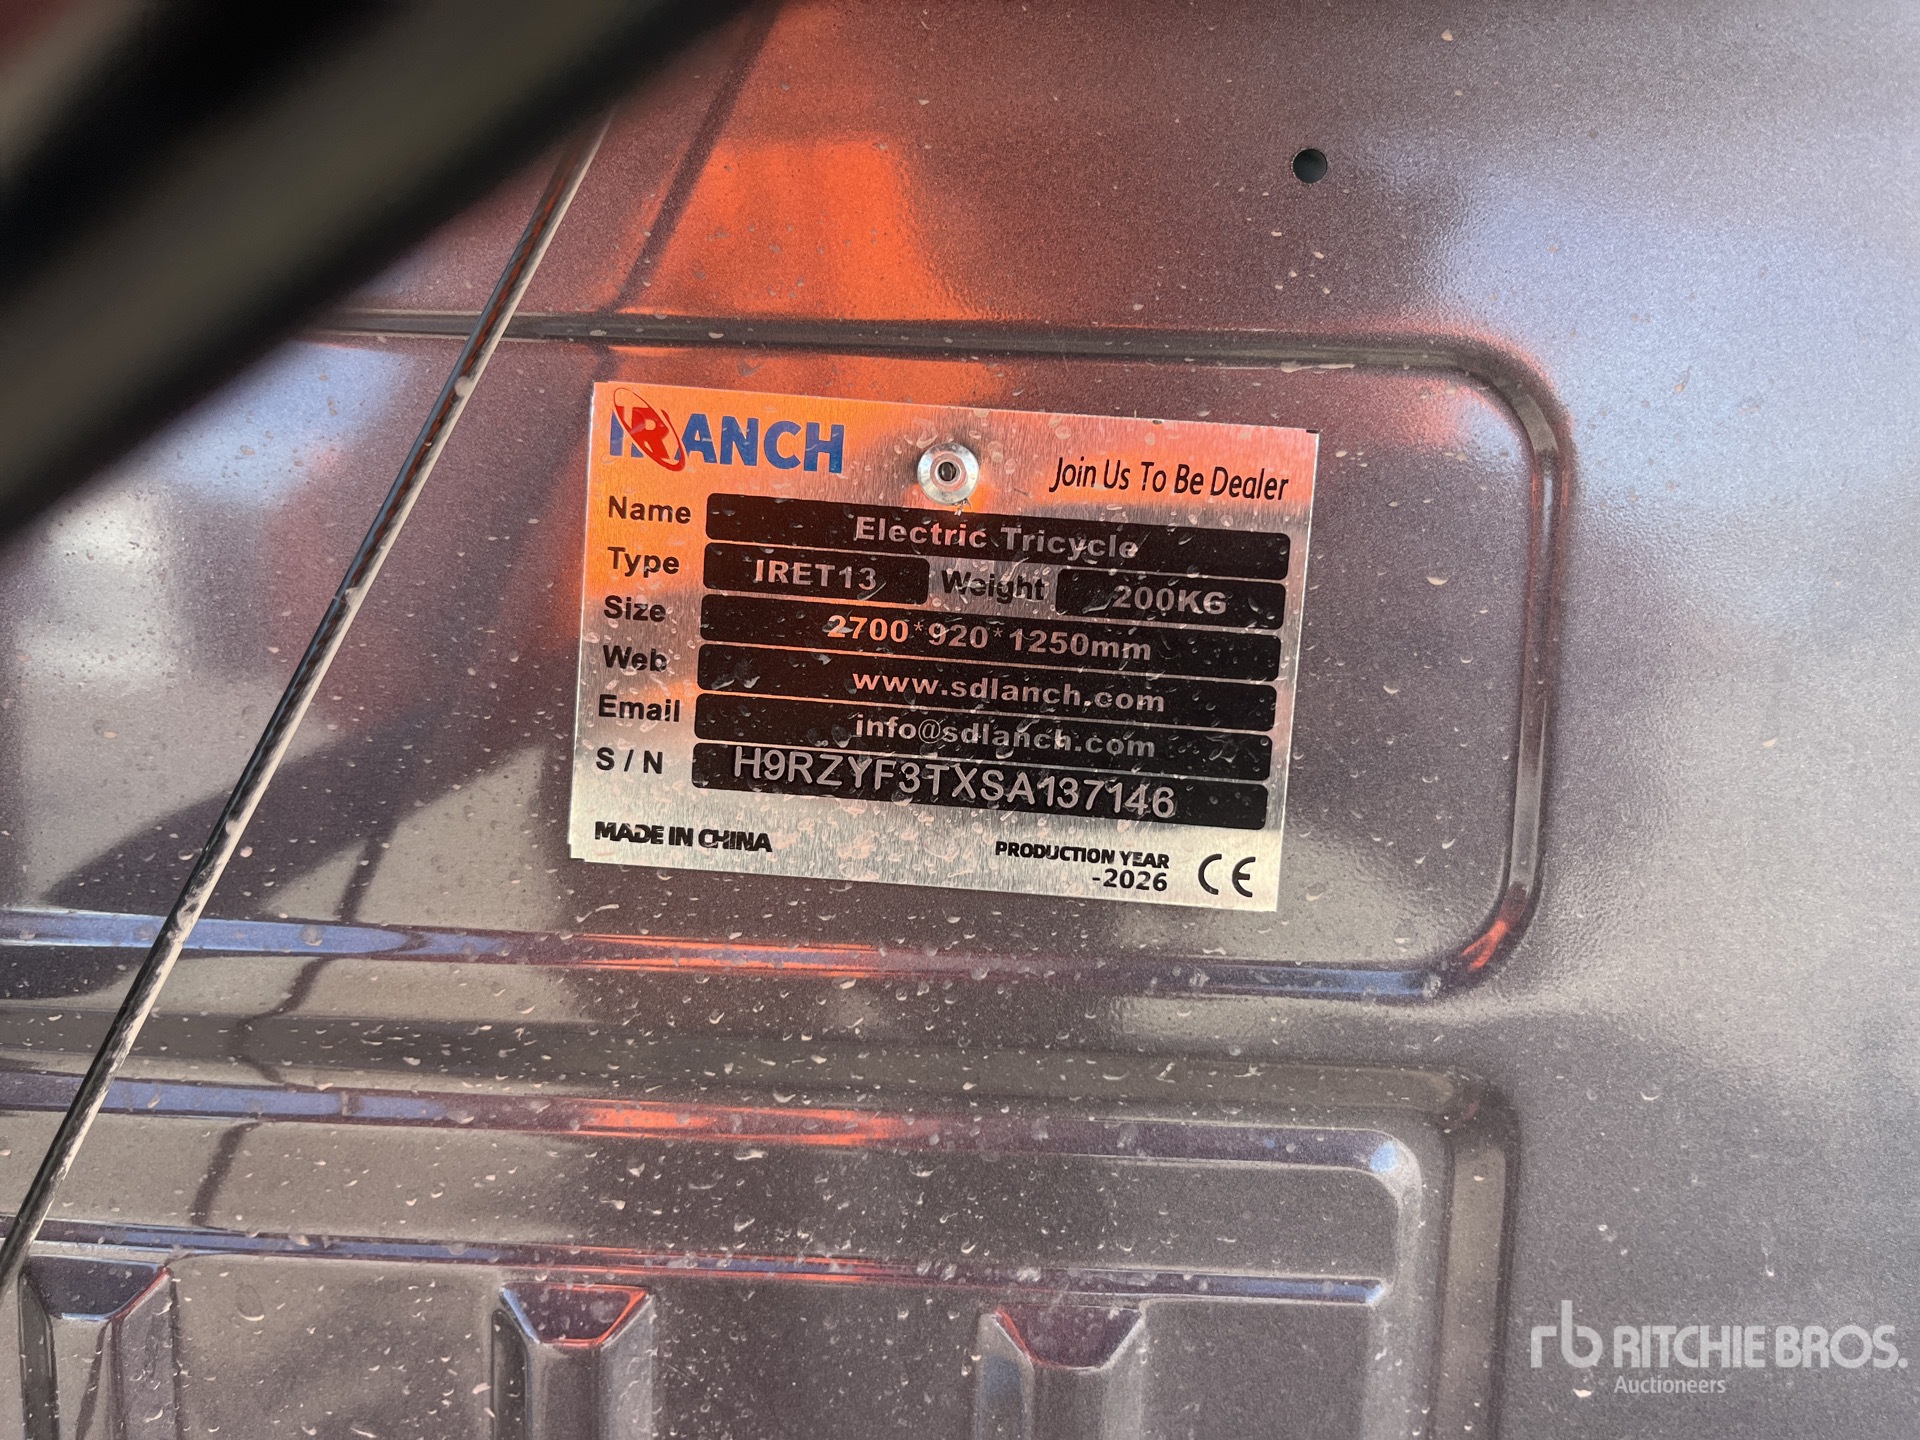 IRANCH
Join Us To Be Dealer
Name Electric Tricycle
Type IRET13 Weight 200KG
Size 2700*920*1250mm
Web www.sdlanch.com
Email info@sdlanch.com
S / N H9RZYF3TXSA137146
MADE IN CHINA
PRODUCTION YEAR
-2026
CE
rb RITCHIE BROS.
Auctioneers